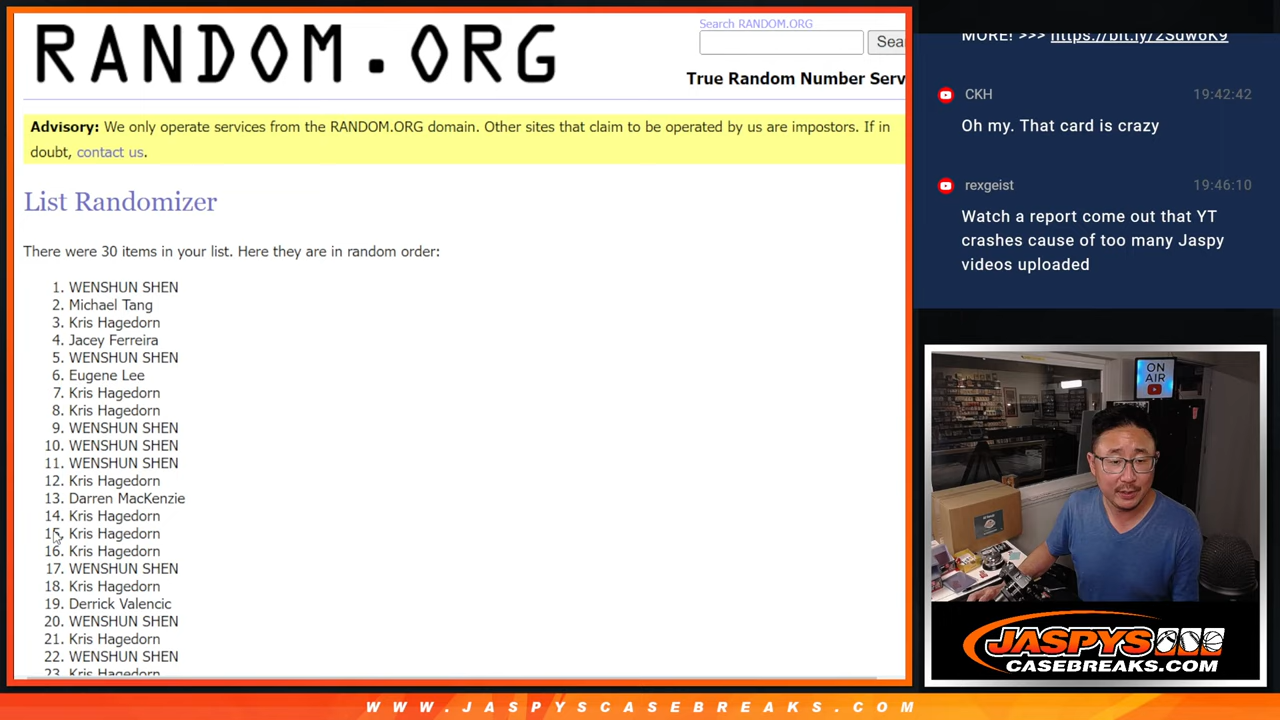 RANDOM.ORG
Search RANDOM.ORG
Sea
True Random Number Serv
Advisory: We only operate services from the RANDOM.ORG domain. Other sites that claim to be operated by us are impostors. If in
doubt, contact us.
List Randomizer
There were 30 items in your list. Here they are in random order:
1. WENSHUN SHEN
2. Michael Tang
3. Kris Hagedorn
4. Jacey Ferreira
5. WENSHUN SHEN
6. Eugene Lee
7. Kris Hagedorn
8. Kris Hagedorn
9. WENSHUN SHEN
10. WENSHUN SHEN
11. WENSHUN SHEN
12. Kris Hagedorn
13. Darren MacKenzie
14. Kris Hagedorn
15. Kris Hagedorn
16. Kris Hagedorn
17. WENSHUN SHEN
18. Kris Hagedorn
19. Derrick Valencic
20. WENSHUN SHEN
21. Kris Hagedorn
22. WENSHUN SHEN
23. Kris Hagedorn
MORE! >>> https://bit.ly/2Sdw6K9
CKH 19:42:42
Oh my. That card is crazy
rexgeist 19:46:10
Watch a report come out that YT
crashes cause of too many Jaspy
videos uploaded
ON
AIR
JASPYS
CASEBREAKS.COM
WWW.JASPYSCASEBREAKS.COM